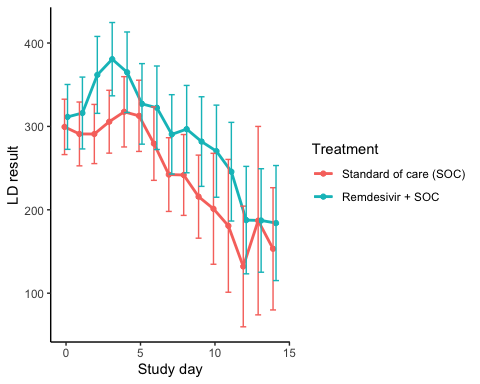 400
300
200
100
LD result
0 5 10 15
Study day
Treatment
Standard of care (SOC)
Remdesivir + SOC